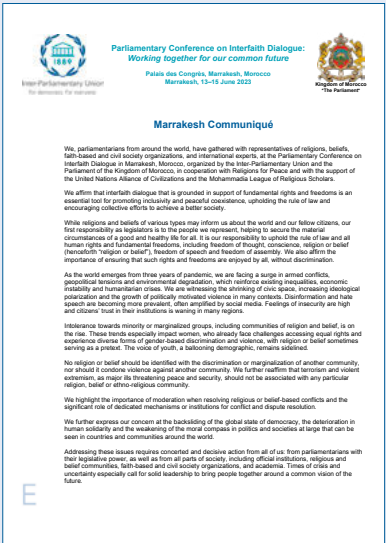 Parliamentary Conference on Interfaith Dialogue:
Working together for our common future
Palais des Congrès, Marrakesh, Morocco
Marrakesh, 13–15 June 2023
1889
Inter-Parliamentary Union
For democracy. For everyone.
Kingdom of Morocco
"The Parliament"
Marrakesh Communiqué
We, parliamentarians from around the world, have gathered with representatives of religions, beliefs,
faith-based and civil society organizations, and international experts, at the Parliamentary Conference on
Interfaith Dialogue in Marrakesh, Morocco, organized by the Inter-Parliamentary Union and the
Parliament of the Kingdom of Morocco, in cooperation with Religions for Peace and with the support of
the United Nations Alliance of Civilizations and the Mohammadia League of Religious Scholars.
We affirm that interfaith dialogue that is grounded in support of fundamental rights and freedoms is an
essential tool for promoting inclusivity and peaceful coexistence, upholding the rule of law and
encouraging collective efforts to achieve a better society.
While religions and beliefs of various types may inform us about the world and our fellow citizens, our
first responsibility as legislators is to the people we represent, helping to secure the material
circumstances of a good and healthy life for all. It is our responsibility to uphold the rule of law and all
human rights and fundamental freedoms, including freedom of thought, conscience, religion or belief
(henceforth "religion or belief"), freedom of speech and freedom of assembly. We also affirm the
importance of ensuring that such rights and freedoms are enjoyed by all, without discrimination.
As the world emerges from three years of pandemic, we are facing a surge in armed conflicts,
geopolitical tensions and environmental degradation, which reinforce existing inequalities, economic
instability and humanitarian crises. We are witnessing the shrinking of civic space, increasing ideological
polarization and the growth of politically motivated violence in many contexts. Disinformation and hate
speech are becoming more prevalent, often amplified by social media. Feelings of insecurity are high
and citizens' trust in their institutions is waning in many regions.
Intolerance towards minority or marginalized groups, including communities of religion and belief, is on
the rise. These trends especially impact women, who already face challenges accessing equal rights and
experience diverse forms of gender-based discrimination and violence, with religion or belief sometimes
serving as a pretext. The voice of youth, a ballooning demographic, remains sidelined.
No religion or belief should be identified with the discrimination or marginalization of another community,
nor should it condone violence against another community. We further reaffirm that terrorism and violent
extremism, as major ills threatening peace and security, should not be associated with any particular
religion, belief or ethno-religious community.
We highlight the importance of moderation when resolving religious or belief-based conflicts and the
significant role of dedicated mechanisms or institutions for conflict and dispute resolution.
We further express our concern at the backsliding of the global state of democracy, the deterioration in
human solidarity and the weakening of the moral compass in politics and societies at large that can be
seen in countries and communities around the world.
Addressing these issues requires concerted and decisive action from all of us: from parliamentarians with
their legislative power, as well as from all parts of society, including official institutions, religious and
belief communities, faith-based and civil society organizations, and academia. Times of crisis and
uncertainty especially call for solid leadership to bring people together around a common vision of the
future.
E